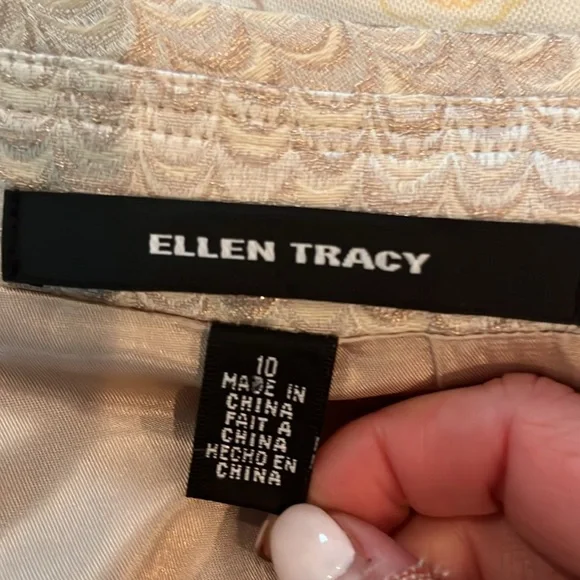 ELLEN TRACY
10
MADE IN
CHINA
FAIT A
CHINA
HECHO EN
CHINA